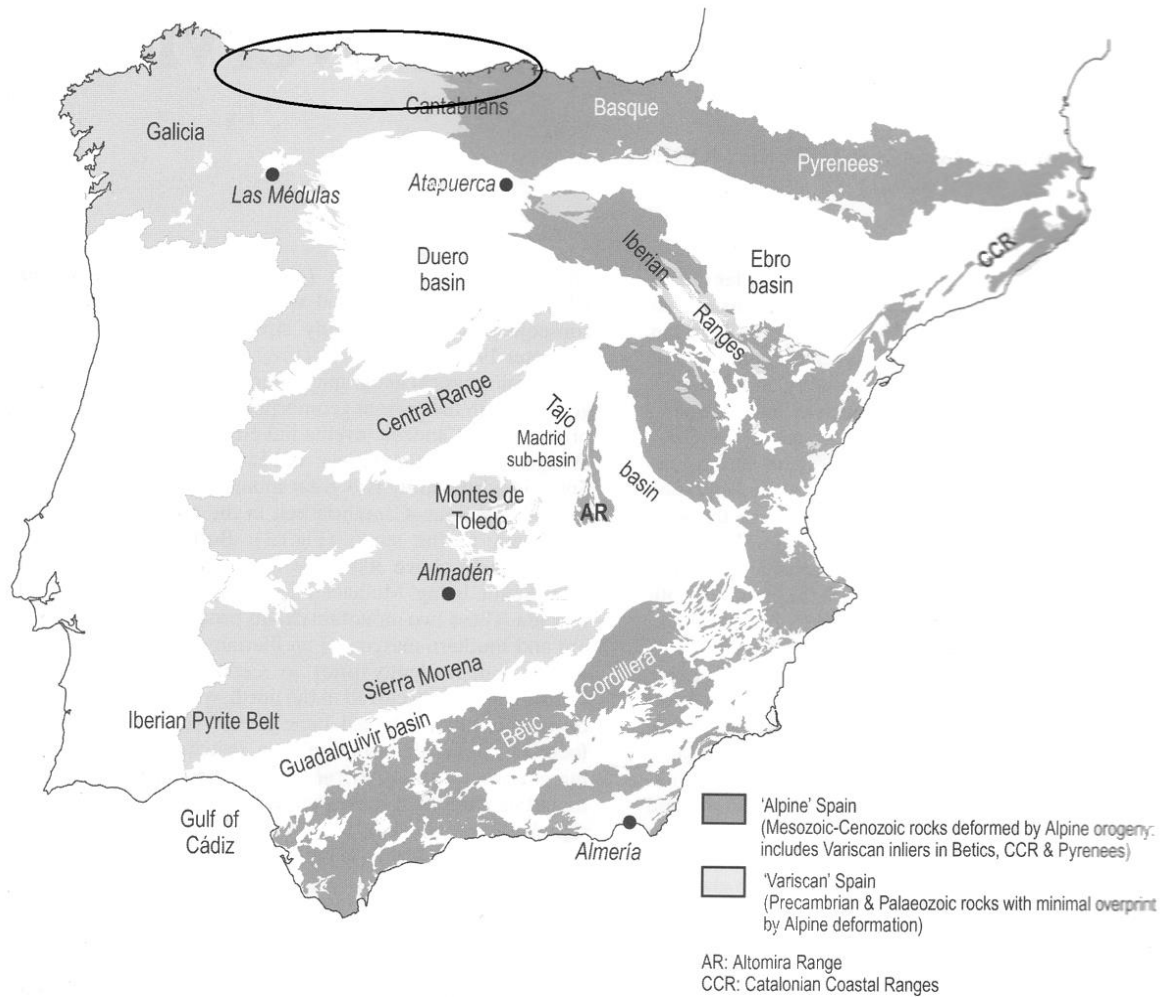 Cantabrians
Basque
Galicia
Pyrenees
Las Médulas
Atapuerca
Duero
basin
Iberian
Ranges
Ebro
basin
CCR
Central Range
Tajo
Madrid
sub-basin
basin
Montes de
Toledo
AR
Almadén
Sierra Morena
Cordillera
Bètic
Iberian Pyrite Belt
Guadalquivir basin
Gulf of
Cádiz
Almería
'Alpine' Spain
(Mesozoic-Cenozoic rocks deformed by Alpine orogeny:
includes Variscan inliers in Betics, CCR & Pyrenees)
'Variscan' Spain
(Precambrian & Palaeozoic rocks with minimal overprint
by Alpine deformation)
AR: Altomira Range
CCR: Catalonian Coastal Ranges